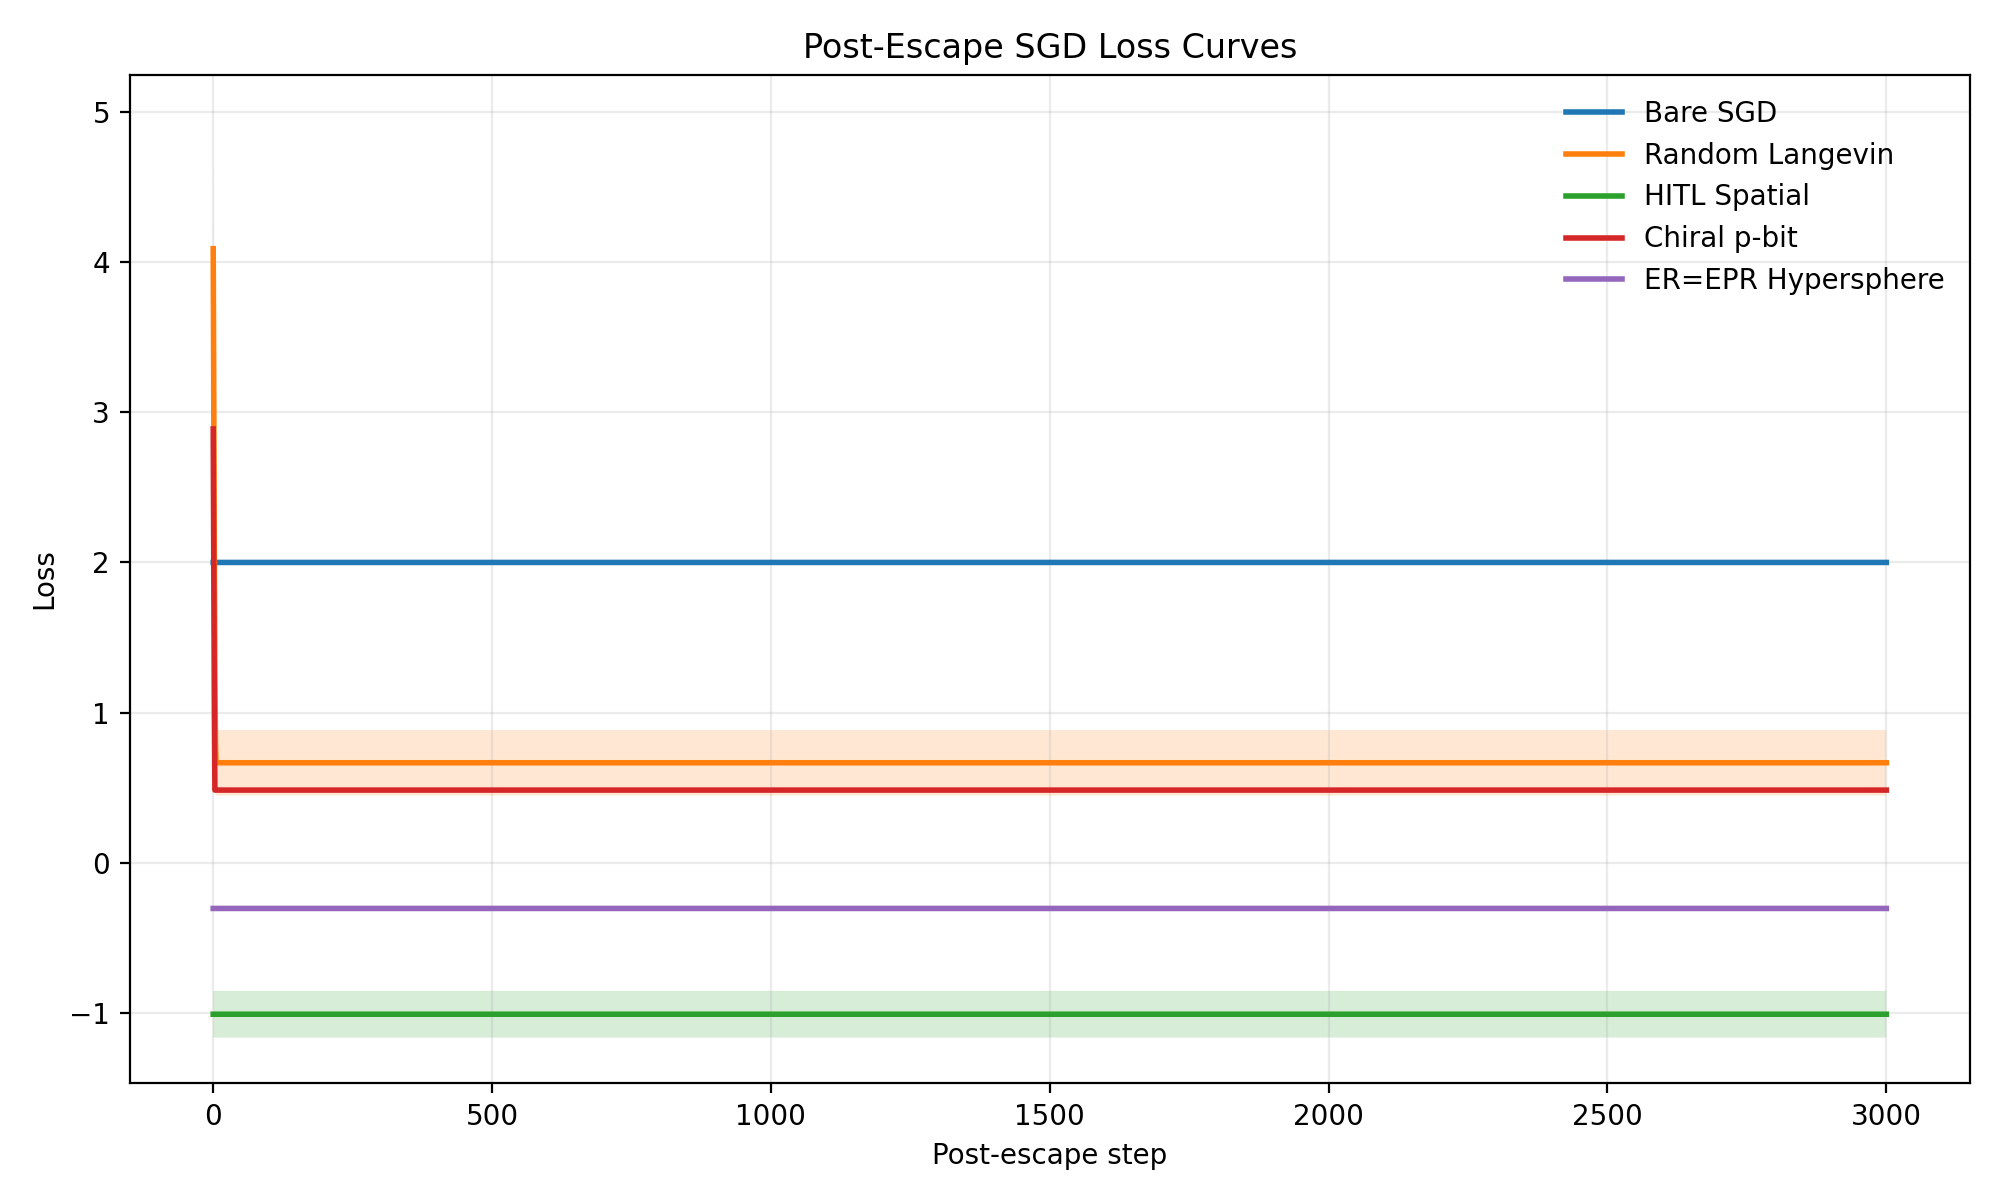 Post-Escape SGD Loss Curves
5
4
3
2
1
0
−1
Loss
Bare SGD
Random Langevin
HITL Spatial
Chiral p-bit
ER=EPR Hypersphere
0 500 1000 1500 2000 2500 3000
Post-escape step